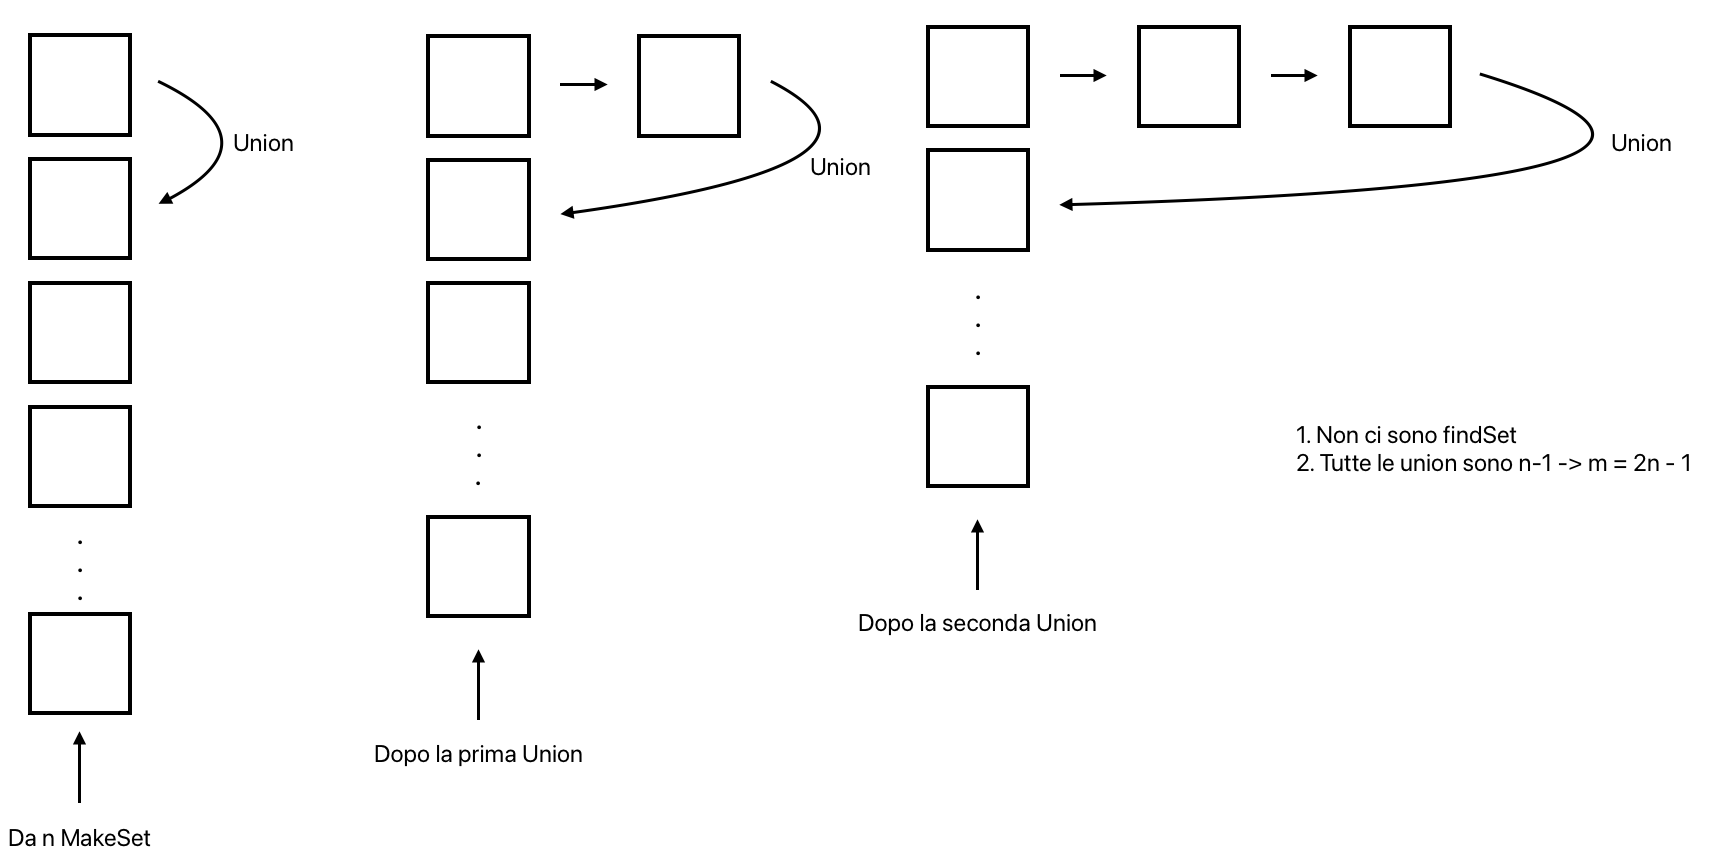 Union
Da n MakeSet
Union
Dopo la prima Union
Union
Dopo la seconda Union
1. Non ci sono findSet
2. Tutte le union sono n-1 -> m = 2n - 1